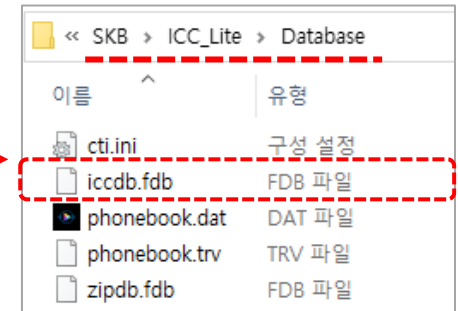 « SKB > ICC_Lite > Database
이름 유형
cti.ini 구성 설정
iccdb.fdb FDB 파일
phonebook.dat DAT 파일
phonebook.trv TRV 파일
zipdb.fdb FDB 파일